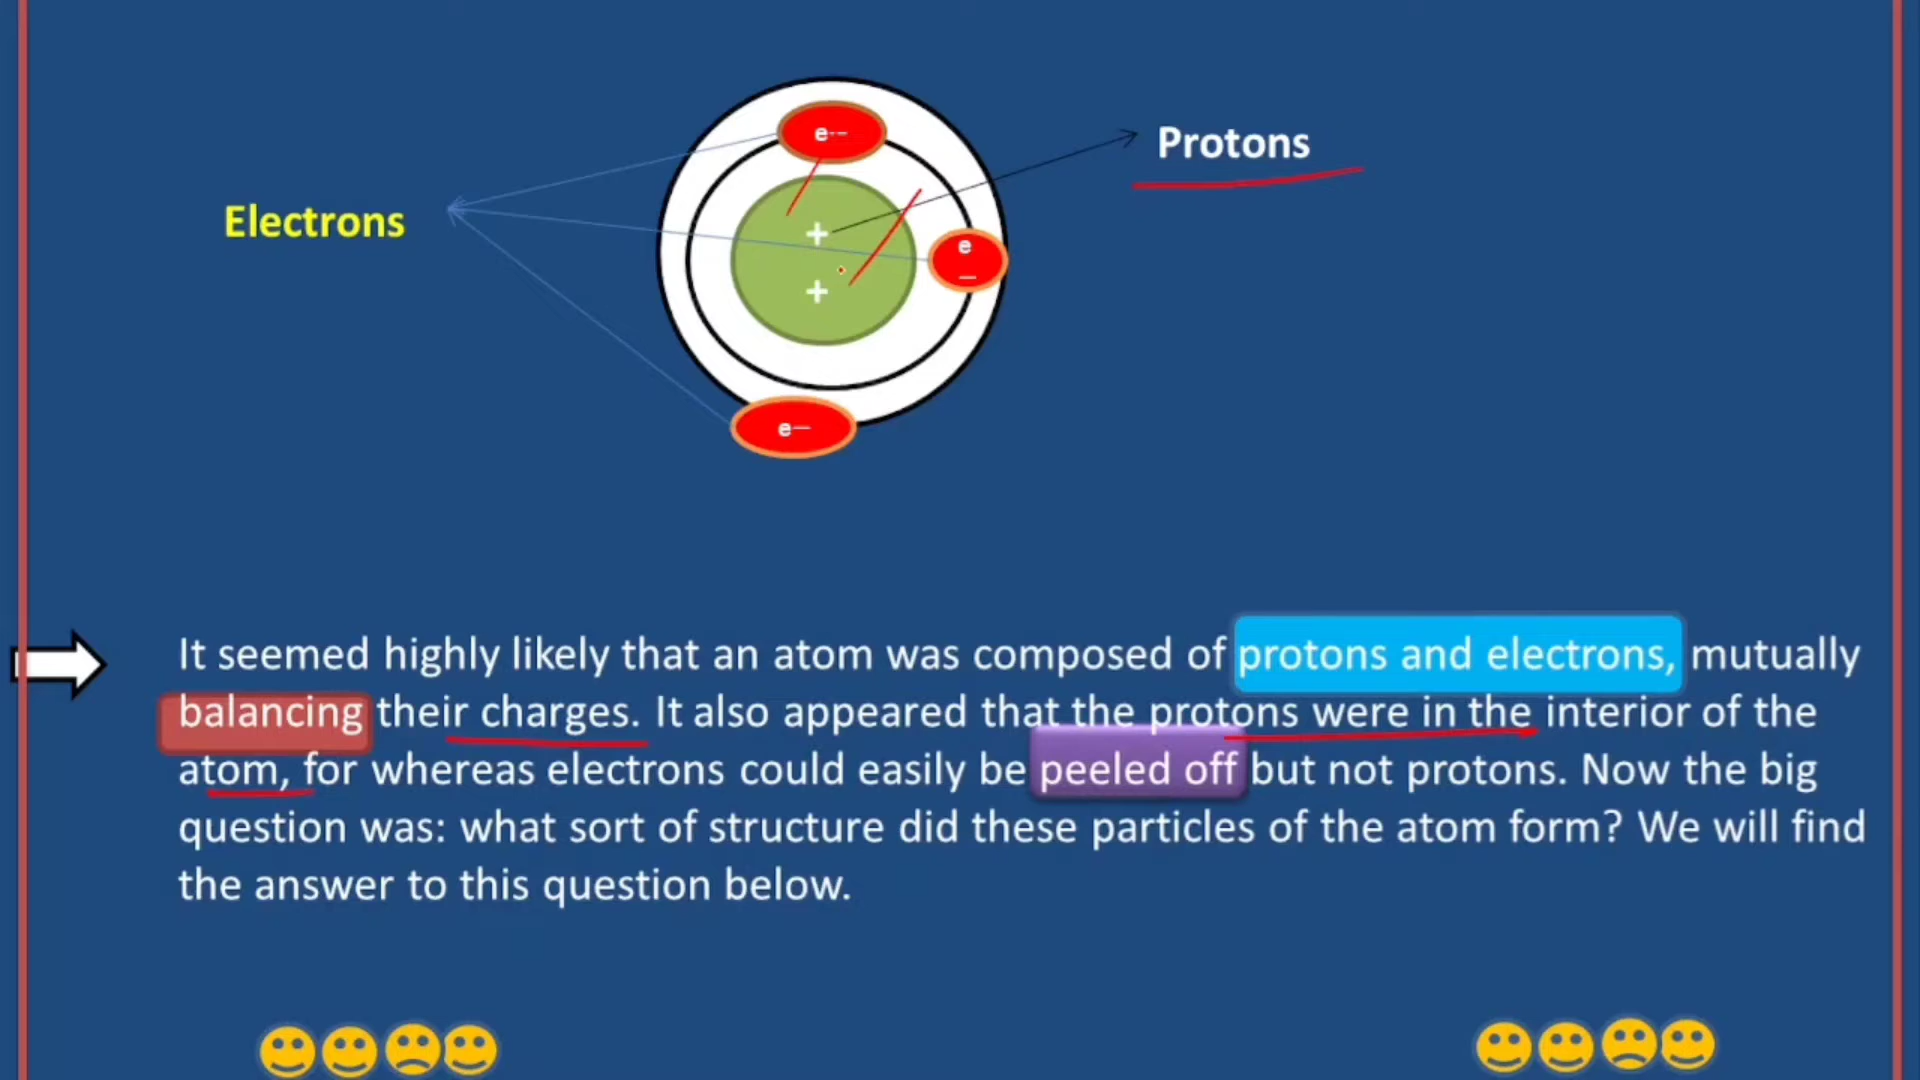 e--
Protons
Electrons
+
e
—
+
e—
It seemed highly likely that an atom was composed of protons and electrons, mutually
balancing their charges. It also appeared that the protons were in the interior of the
atom, for whereas electrons could easily be peeled off but not protons. Now the big
question was: what sort of structure did these particles of the atom form? We will find
the answer to this question below.